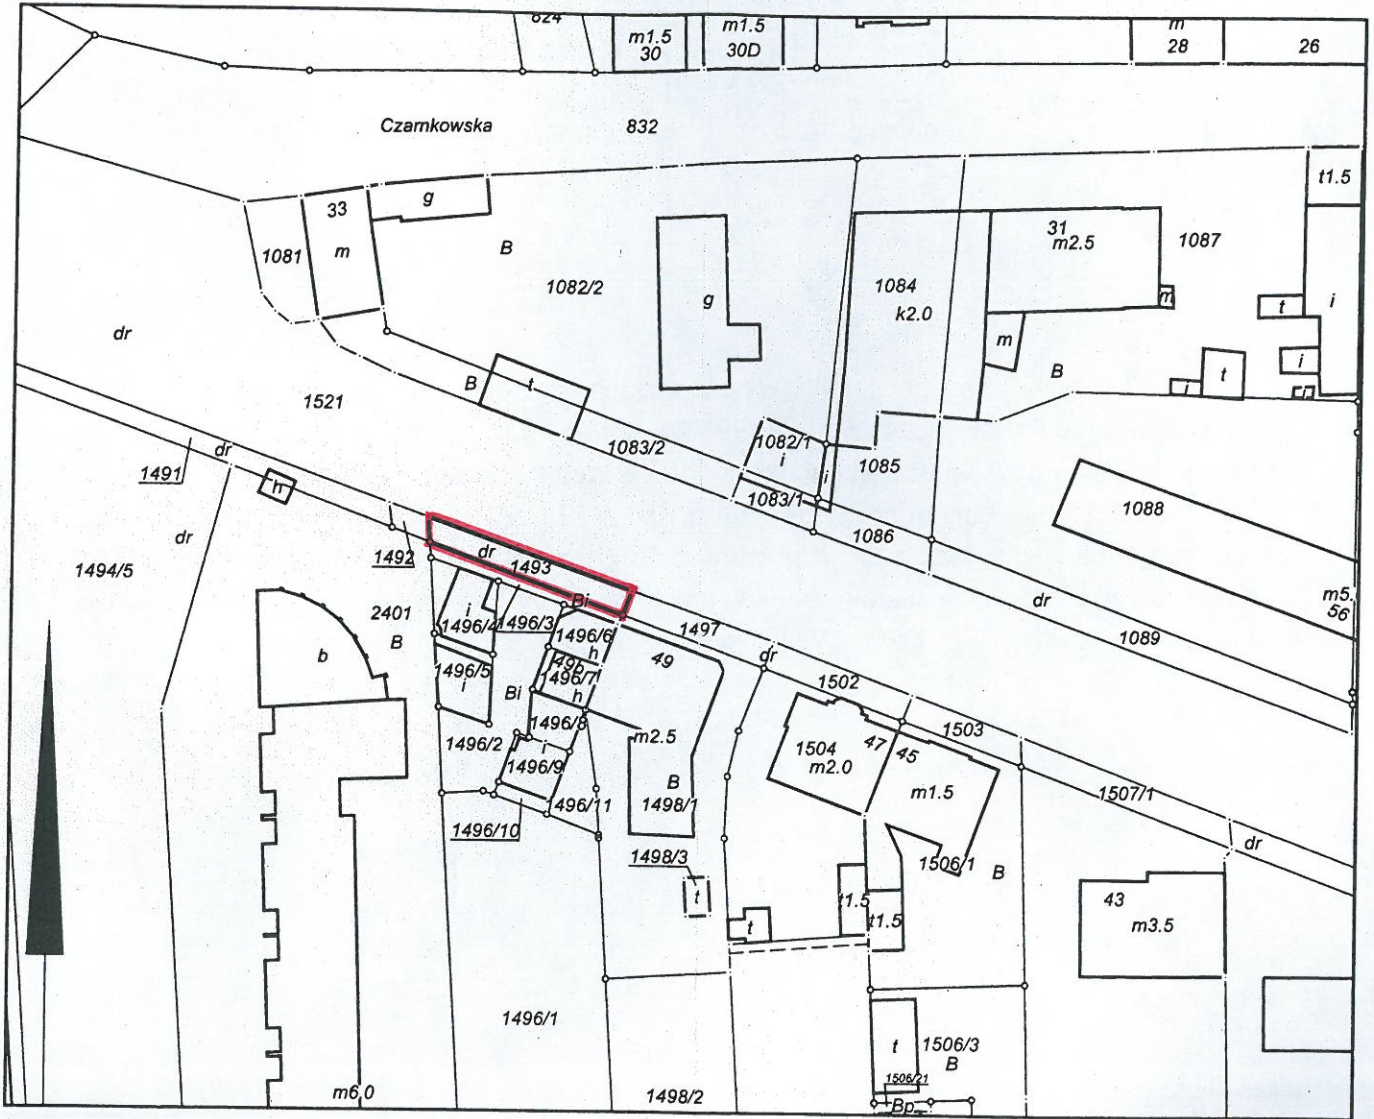 824
m1.5
30
m1.5
30D
m
28
26
Czarnkowska
832
t1.5
33
g
m
1081
B
1082/2
g
31
m2.5
1087
1084
k2.0
m
m
t
i
i
t
i
n
B
dr
1521
B
t
1083/2
1082/1
i
i
1085
1083/1
1086
1088
dr
1491
h
dr
1494/5
1492
dr
1493
m5.
56
dr
1089
2401
B
b
i
1496/4
1496/3
Bi
1496/6
h
49b
1496/7
h
1496/5
i
Bi
1497
49
dr
1502
1503
1496/8
i
1496/2
1496/9
m2.5
1504
m2.0
47
45
m1.5
B
1498/1
496/11
1507/1
1496/10
1498/3
t
1506/1
B
dr
t1.5
t1.5
t
43
m3.5
1496/1
t
1506/3
B
1506/21
Bp
m6.0
1498/2